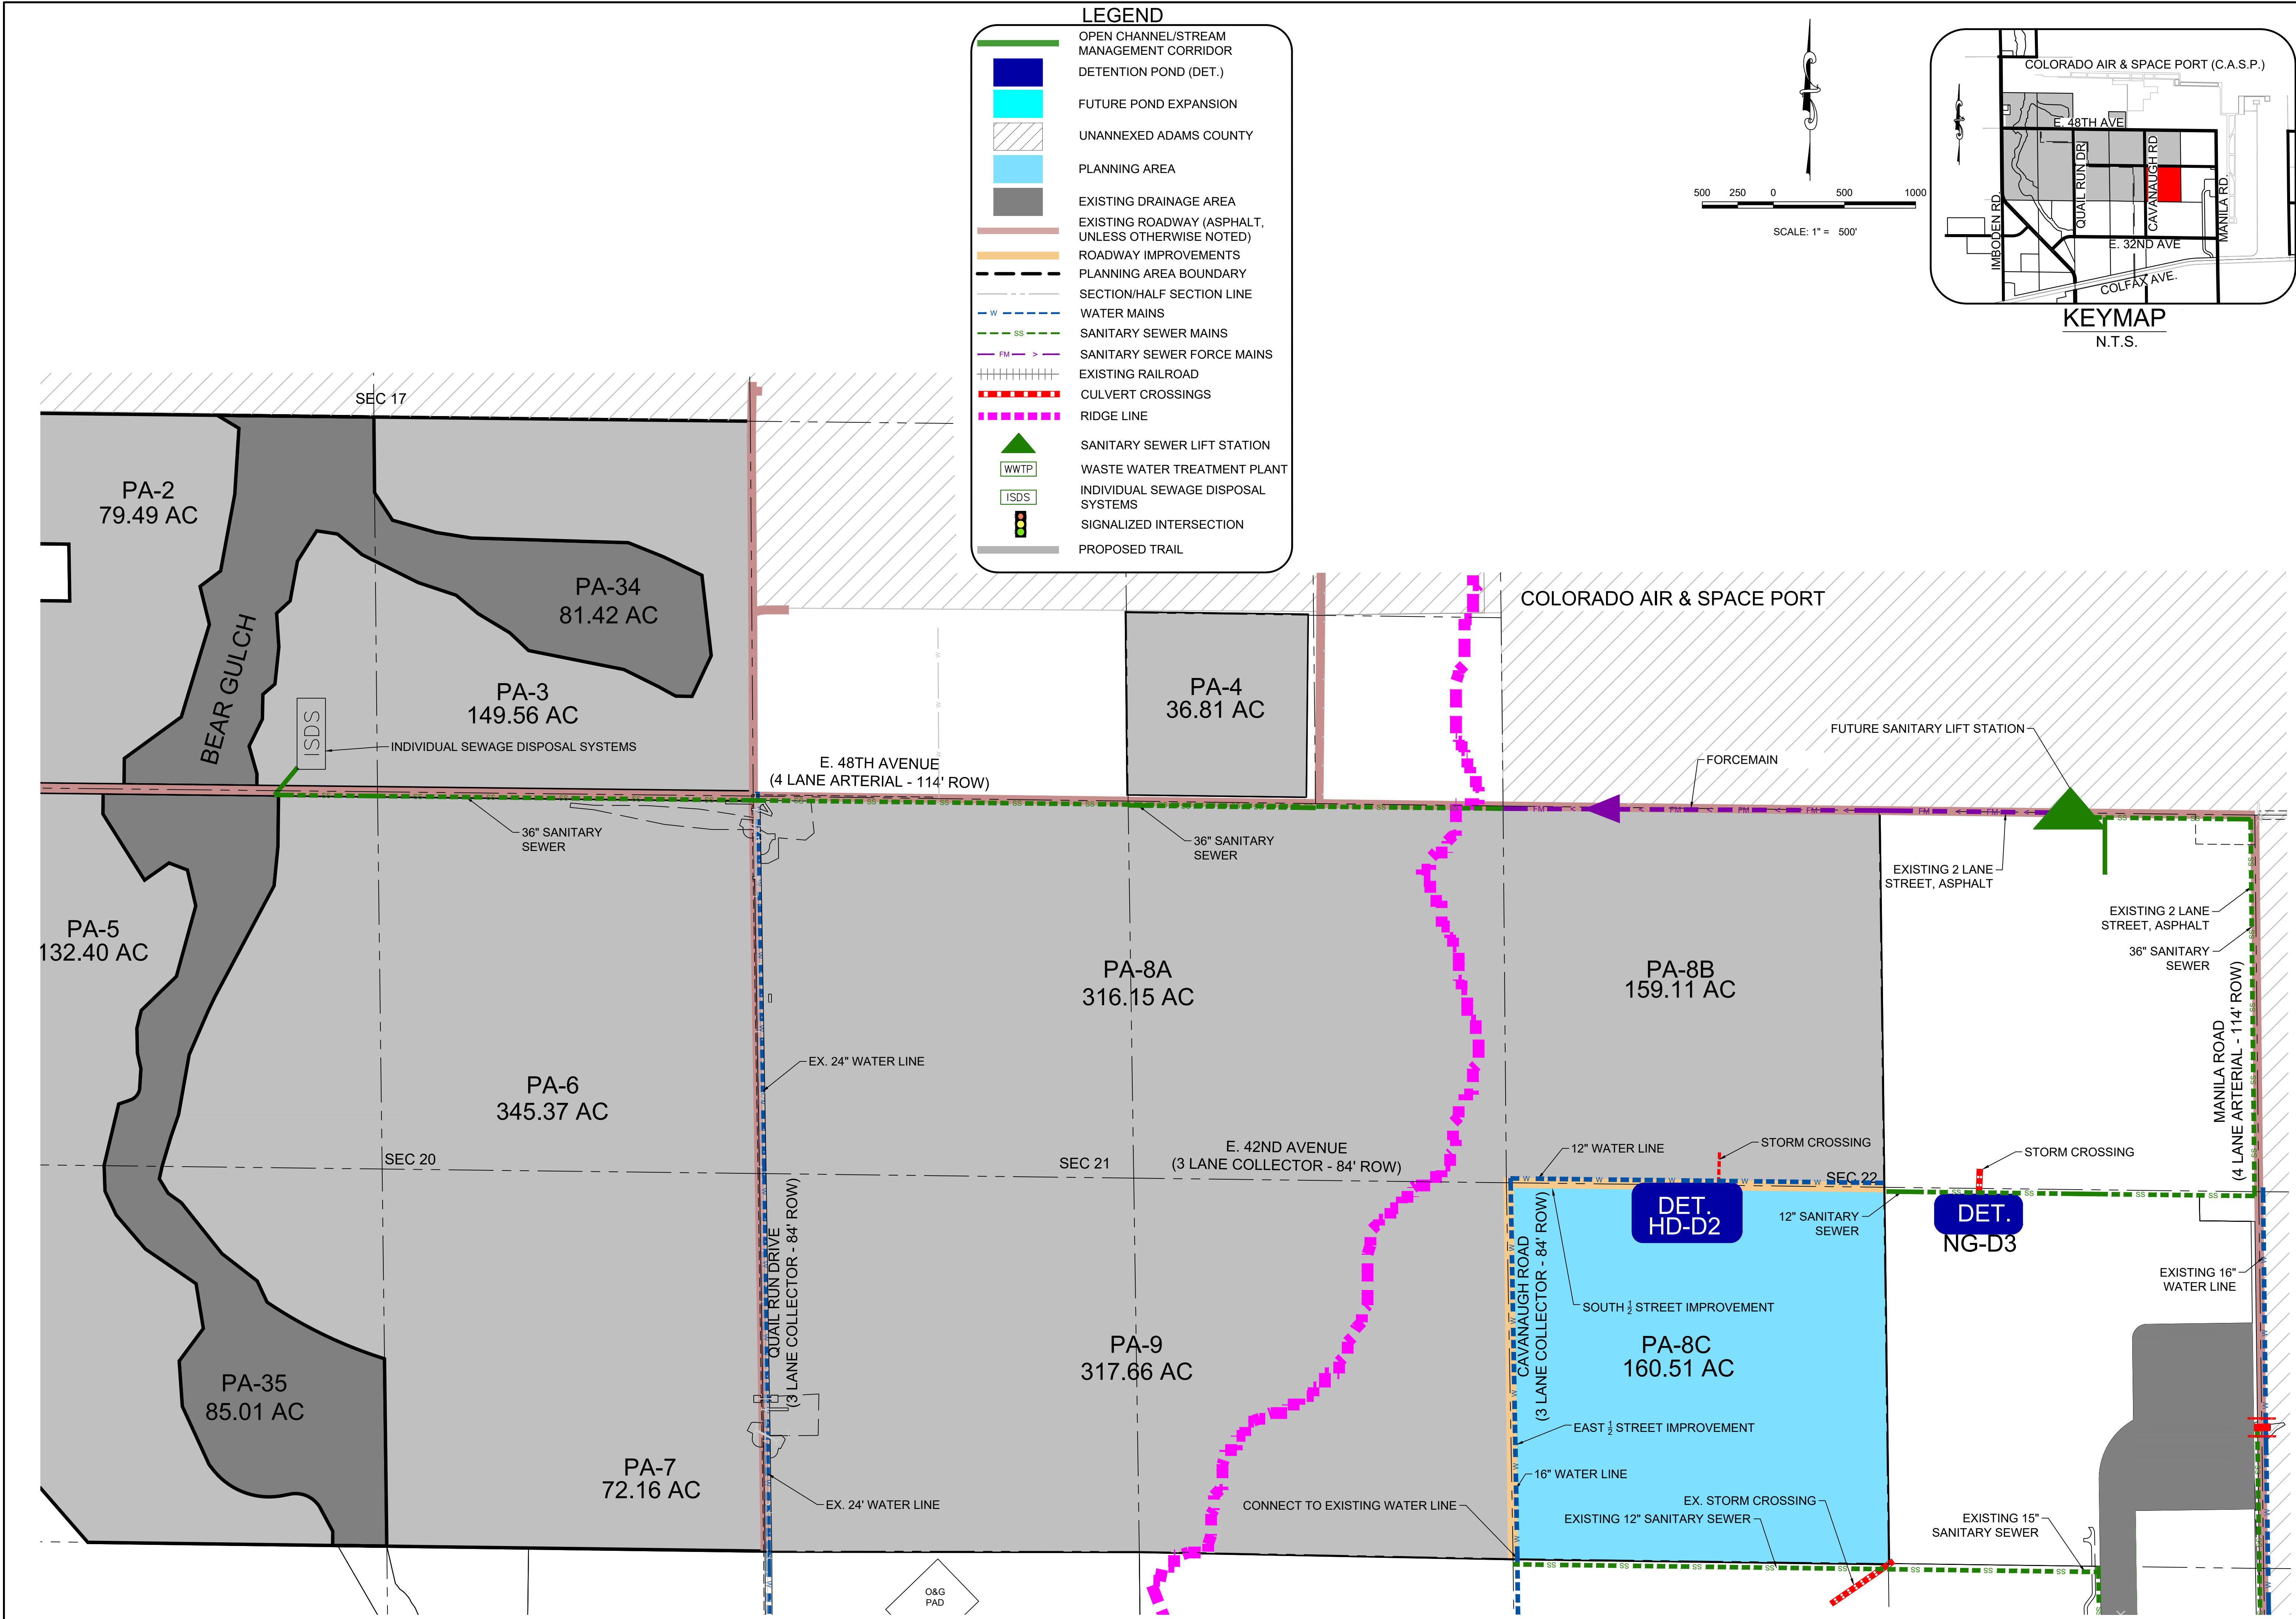 LEGEND
OPEN CHANNEL/STREAM
MANAGEMENT CORRIDOR
DETENTION POND (DET.)
FUTURE POND EXPANSION
UNANNEXED ADAMS COUNTY
PLANNING AREA
EXISTING DRAINAGE AREA
EXISTING ROADWAY (ASPHALT,
UNLESS OTHERWISE NOTED)
ROADWAY IMPROVEMENTS
PLANNING AREA BOUNDARY
SECTION/HALF SECTION LINE
W
WATER MAINS
SS
SANITARY SEWER MAINS
FM >
SANITARY SEWER FORCE MAINS
EXISTING RAILROAD
CULVERT CROSSINGS
RIDGE LINE
SANITARY SEWER LIFT STATION
WWTP
WASTE WATER TREATMENT PLANT
ISDS
INDIVIDUAL SEWAGE DISPOSAL
SYSTEMS
SIGNALIZED INTERSECTION
PROPOSED TRAIL
500 250 0 500 1000
SCALE: 1" = 500'
COLORADO AIR & SPACE PORT (C.A.S.P.)
E. 48TH AVE
IMBODEN RD.
QUAIL RUN DR.
CAVANAUGH RD
MANILA RD.
E. 32ND AVE
COLFAX AVE.
KEYMAP
N.T.S.
SEC 17
PA-2
79.49 AC
PA-34
81.42 AC
BEAR GULCH
PA-3
149.56 AC
ISDS
INDIVIDUAL SEWAGE DISPOSAL SYSTEMS
COLORADO AIR & SPACE PORT
PA-4
36.81 AC
E. 48TH AVENUE
(4 LANE ARTERIAL - 114' ROW)
FUTURE SANITARY LIFT STATION
FORCEMAIN
36" SANITARY
SEWER
36" SANITARY
SEWER
EXISTING 2 LANE
STREET, ASPHALT
EXISTING 2 LANE
STREET, ASPHALT
36" SANITARY
SEWER
PA-5
132.40 AC
PA-8A
316.15 AC
PA-8B
159.11 AC
MANILA ROAD
(4 LANE ARTERIAL - 114' ROW)
EX. 24" WATER LINE
PA-6
345.37 AC
SEC 20
SEC 21
E. 42ND AVENUE
(3 LANE COLLECTOR - 84' ROW)
12" WATER LINE
STORM CROSSING
SEC 22
STORM CROSSING
DET.
HD-D2
12" SANITARY
SEWER
DET.
NG-D3
QUAIL RUN DRIVE
(3 LANE COLLECTOR - 84' ROW)
CAVANAUGH ROAD
(3 LANE COLLECTOR - 84' ROW)
EXISTING 16"
WATER LINE
SOUTH ½ STREET IMPROVEMENT
PA-9
317.66 AC
PA-8C
160.51 AC
PA-35
85.01 AC
EAST ½ STREET IMPROVEMENT
PA-7
72.16 AC
16" WATER LINE
EX. 24' WATER LINE
CONNECT TO EXISTING WATER LINE
EX. STORM CROSSING
EXISTING 12" SANITARY SEWER
EXISTING 15"
SANITARY SEWER
O&G
PAD